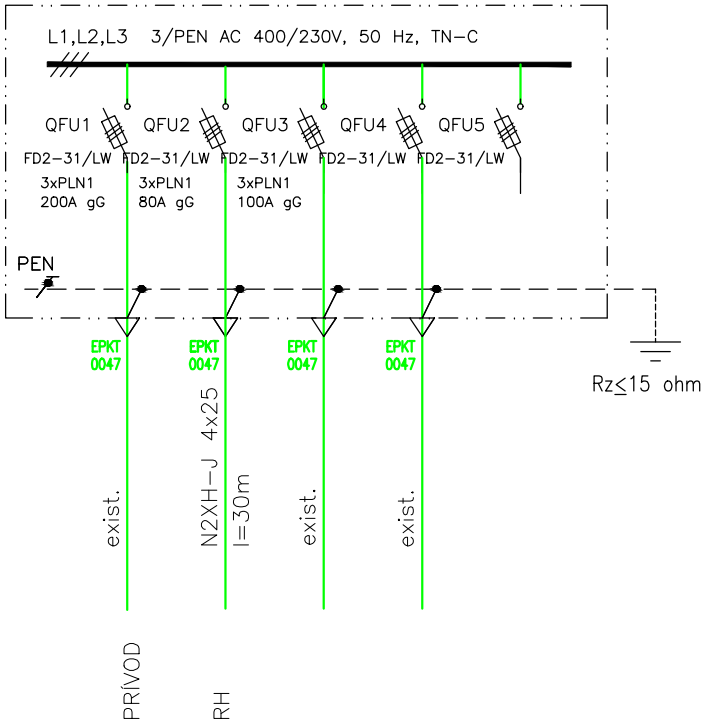 L1,L2,L3 3/PEN AC 400/230V, 50 Hz, TN-C
QFU1 QFU2 QFU3 QFU4 QFU5
FD2-31/LW FD2-31/LW FD2-31/LW FD2-31/LW FD2-31/LW
3xPLN1 3xPLN1 3xPLN1
200A gG 80A gG 100A gG
PEN
EPKT EPKT EPKT EPKT
0047 0047 0047 0047
Rz≤15 ohm
exist.
N2XH-J 4x25
l=30m
exist.
exist.
PRÍVOD
RH